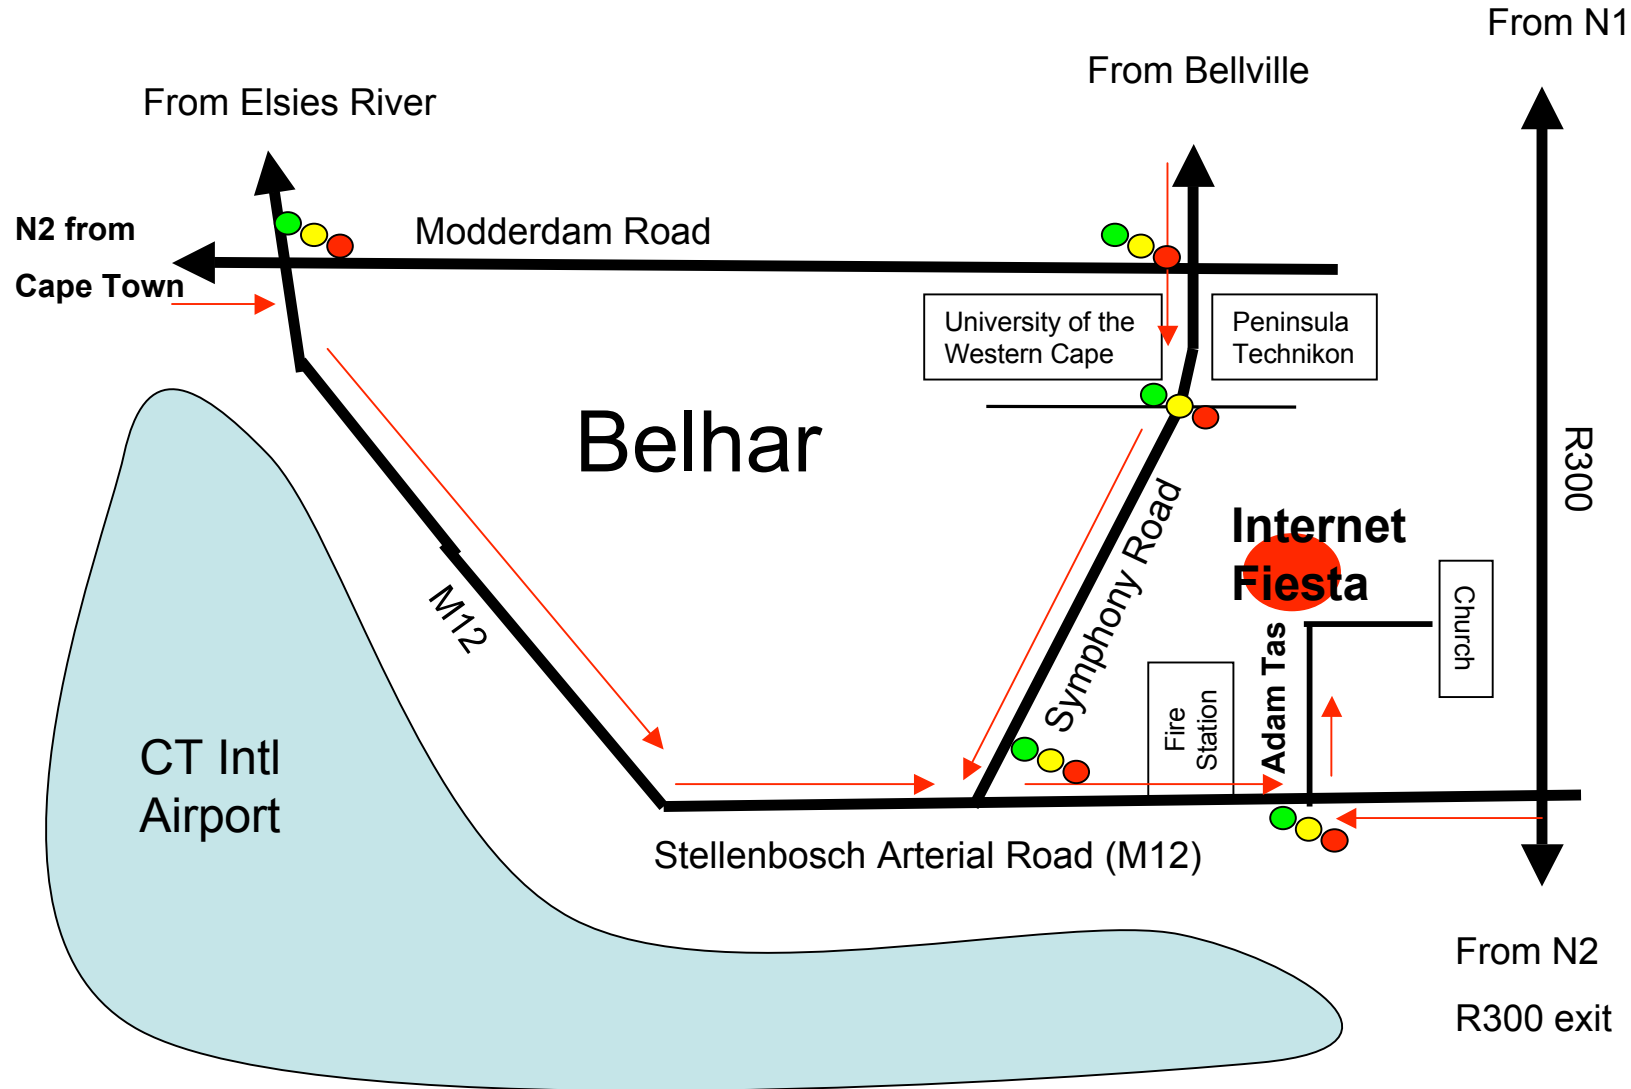 From N1
From Bellville
From Elsies River
N2 from
Cape Town
Modderdam Road
University of the
Western Cape
Peninsula
Technikon
Belhar
R300
Internet
Fiesta
Symphony Road
M12
Church
Adam Tas
Fire
Station
CT Intl
Airport
Stellenbosch Arterial Road (M12)
From N2
R300 exit